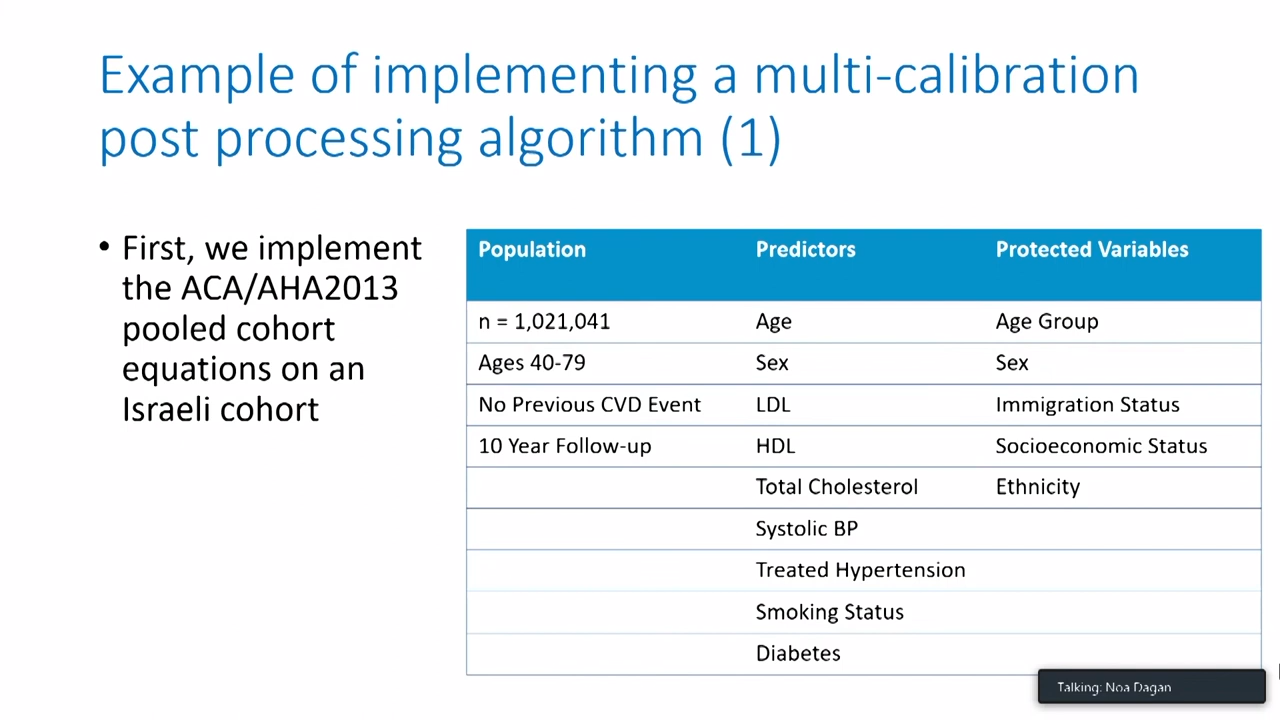 Example of implementing a multi-calibration
post processing algorithm (1)
• First, we implement
the ACA/AHA2013
pooled cohort
equations on an
Israeli cohort
Population Predictors Protected Variables
n = 1,021,041 Age Age Group
Ages 40-79 Sex Sex
No Previous CVD Event LDL Immigration Status
10 Year Follow-up HDL Socioeconomic Status
Total Cholesterol Ethnicity
Systolic BP
Treated Hypertension
Smoking Status
Diabetes
Talking: Noa Dagan